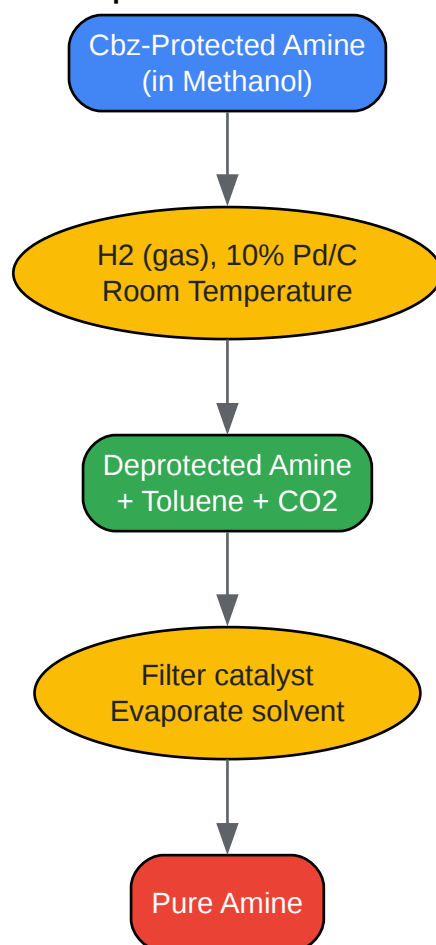 Cbz-Protected Amine
(in Methanol)
H2 (gas), 10% Pd/C
Room Temperature
Deprotected Amine
+ Toluene + CO2
Filter catalyst
Evaporate solvent
Pure Amine